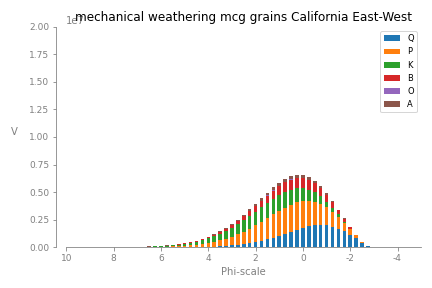 mechanical weathering mcg grains California East-West
1e7
2.00
1.75
1.50
1.25
1.00
0.75
0.50
0.25
0.00
V
10 8 6 4 2 0 -2 -4
Phi-scale
Q
P
K
B
O
A